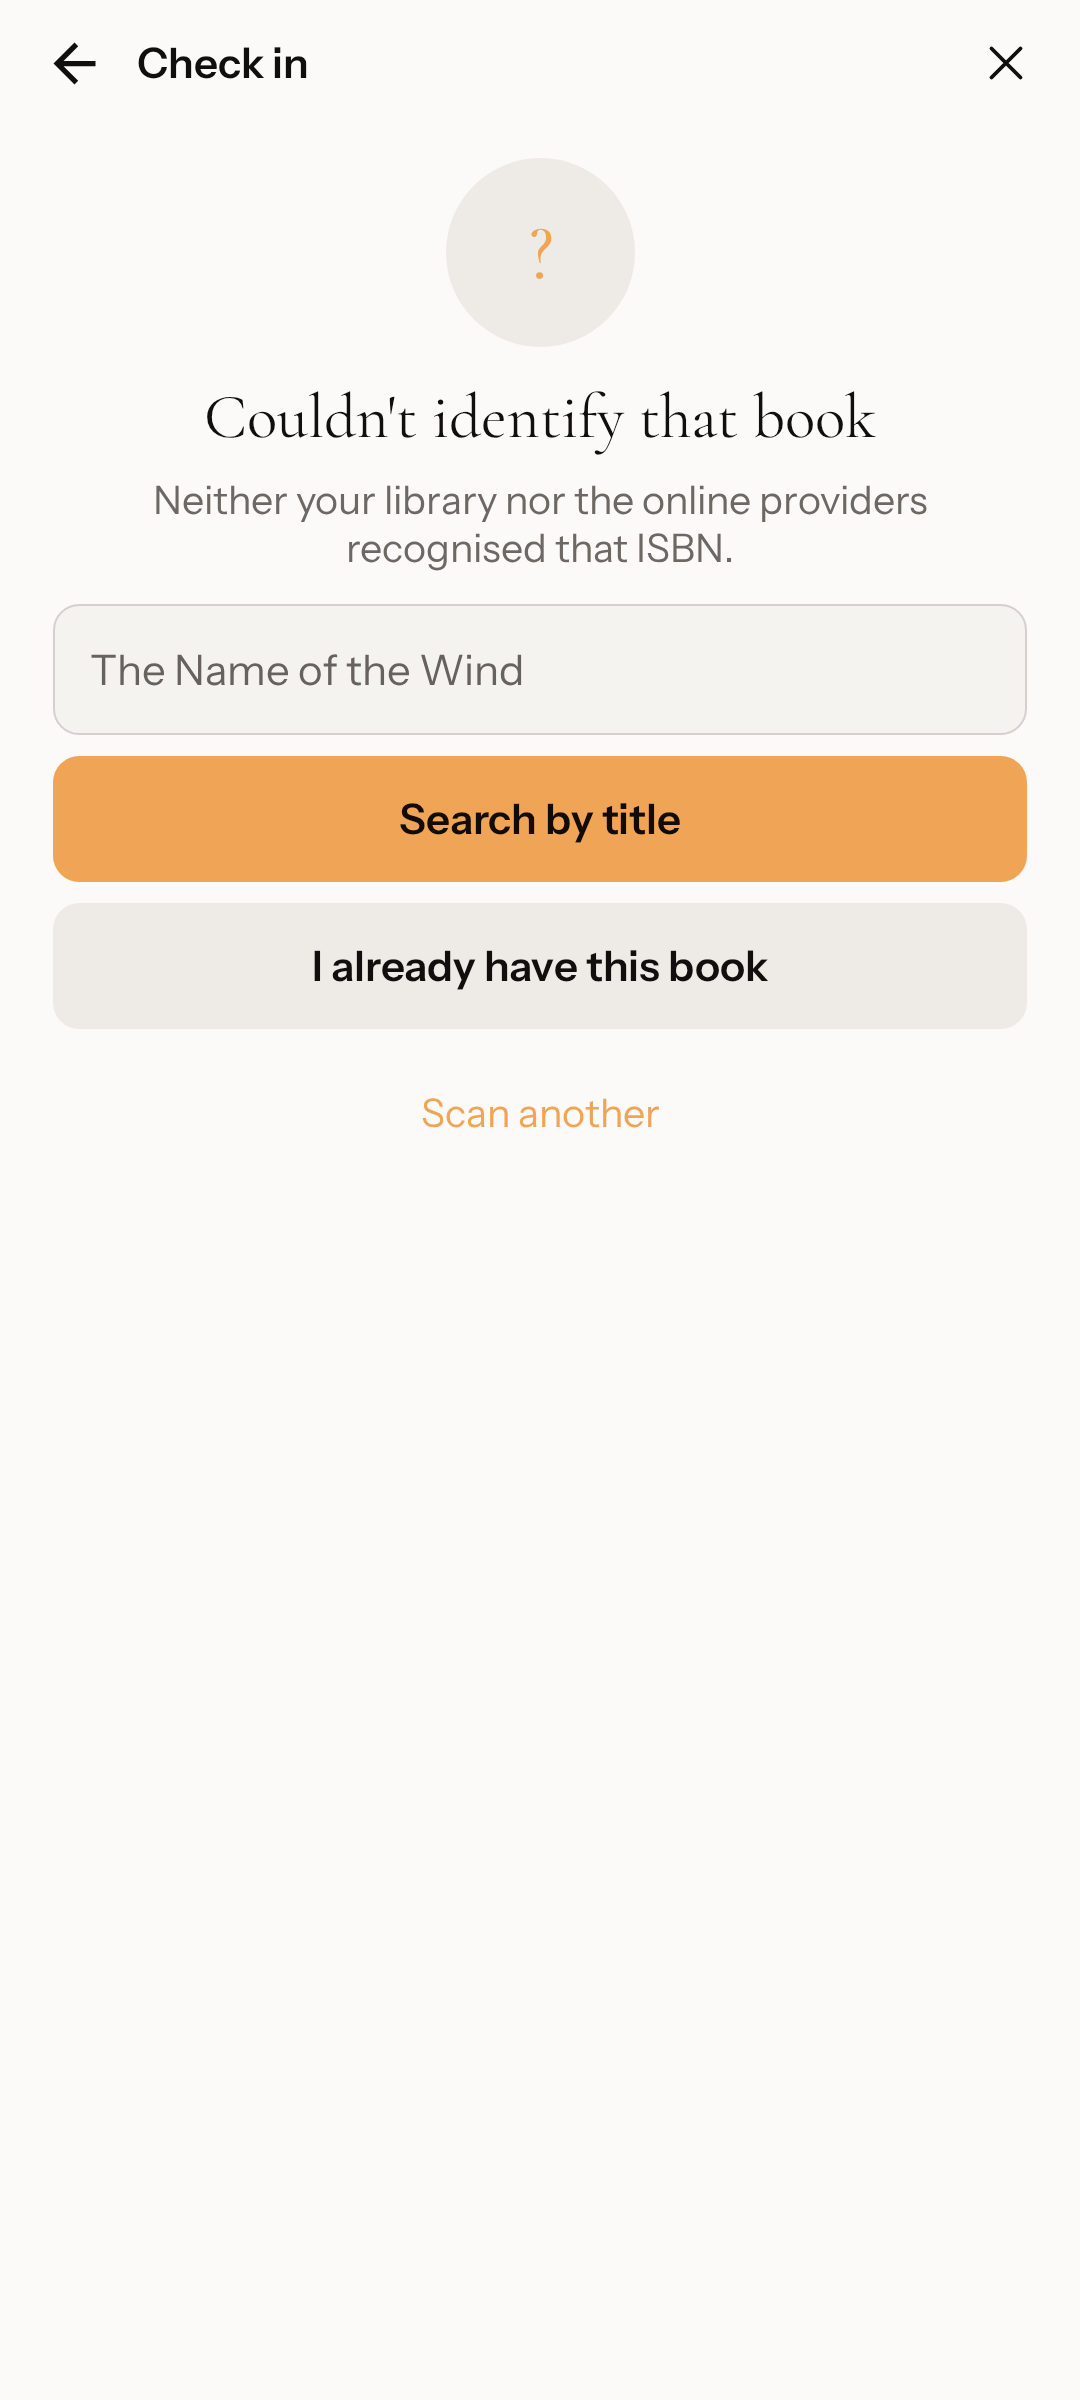 Check in
?
Couldn't identify that book
Neither your library nor the online providers
recognised that ISBN.
The Name of the Wind
Search by title
I already have this book
Scan another